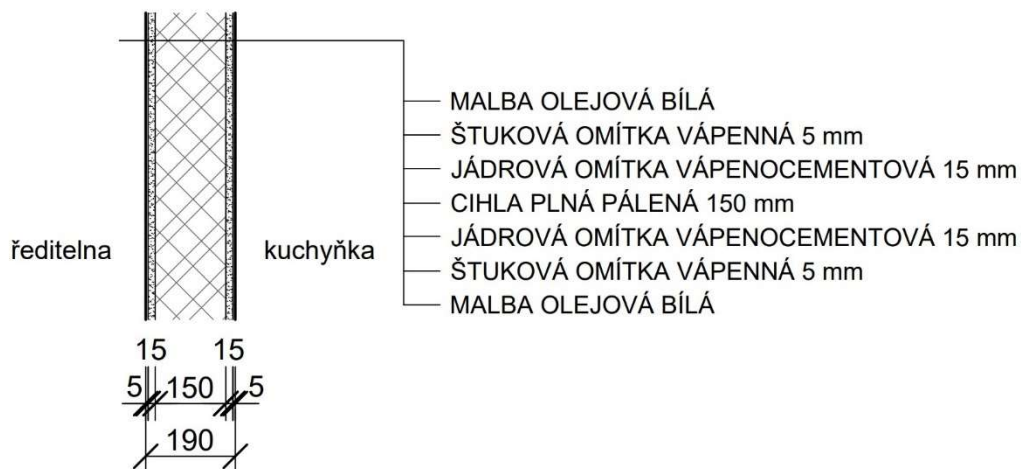 MALBA OLEJOVÁ BÍLÁ
ŠTUKOVÁ OMÍTKA VÁPENNÁ 5 mm
JÁDROVÁ OMÍTKA VÁPENOCEMENTOVÁ 15 mm
CIHLA PLNÁ PÁLENÁ 150 mm
JÁDROVÁ OMÍTKA VÁPENOCEMENTOVÁ 15 mm
ŠTUKOVÁ OMÍTKA VÁPENNÁ 5 mm
MALBA OLEJOVÁ BÍLÁ
ředitelna
kuchyňka
15 15
5 150 5
190